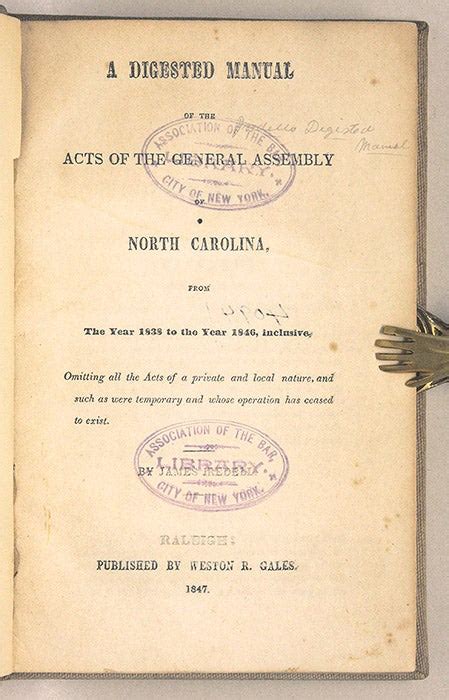 A DIGESTED MANUAL
OF THE
Iredell's Digested
Manual
ASSOCIATION OF THE BAR,
LIBRARY
CITY OF NEW YORK.
ACTS OF THE GENERAL ASSEMBLY
OF
NORTH CAROLINA,
FROM
The Year 1838 to the Year 1846, inclusive,
Omitting all the Acts of a private and local nature, and
such as were temporary and whose operation has ceased
to exist.
ASSOCIATION OF THE BAR,
LIBRARY
CITY OF NEW YORK.
BY JAMES IREDELL.
RALEIGH:
PUBLISHED BY WESTON R. GALES.
1847.